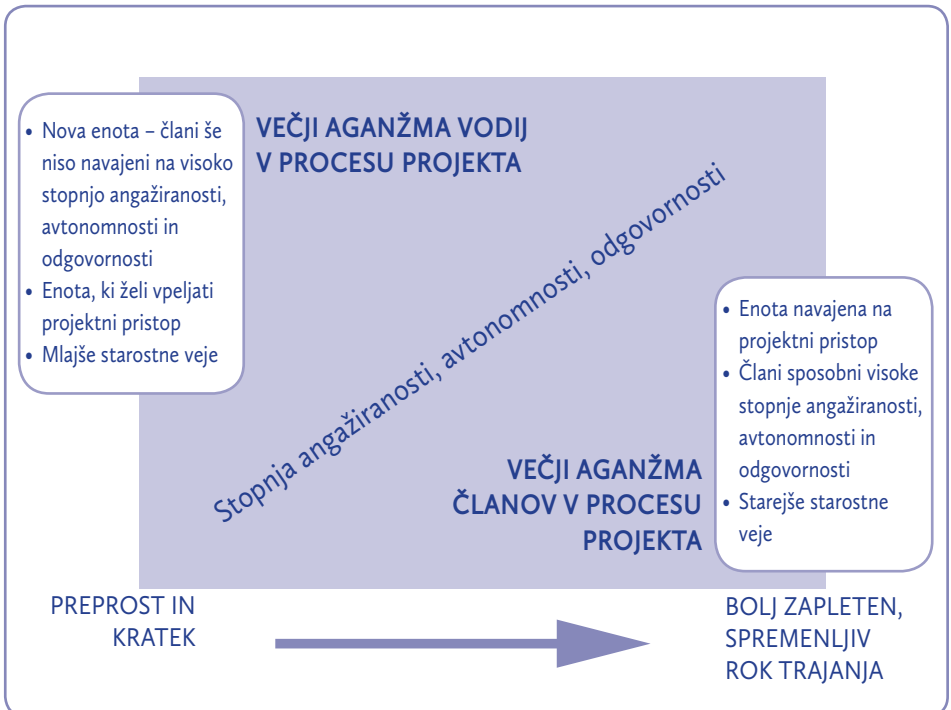 • Nova enota – člani še
niso navajeni na visoko
stopnjo angažiranosti,
avtonomnosti in
odgovornosti
• Enota, ki želi vpeljati
projektni pristop
• Mlajše starostne veje
VEČJI AGANŽMA VODIJ
V PROCESU PROJEKTA
Stopnja angažiranosti, avtonomnosti, odgovornosti
• Enota navajena na
projektni pristop
• Člani sposobni visoke
stopnje angažiranosti,
avtonomnosti in
odgovornosti
• Starejše starostne
veje
VEČJI AGANŽMA
ČLANOV V PROCESU
PROJEKTA
PREPROST IN
KRATEK
BOLJ ZAPLETEN,
SPREMENLJIV
ROK TRAJANJA